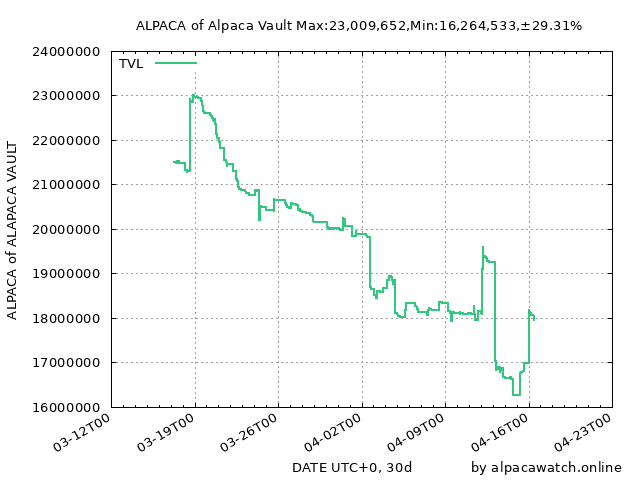 ALPACA of Alpaca Vault Max:23,009,652,Min:16,264,533,±29.31%
24000000
TVL
23000000
22000000
21000000
20000000
19000000
18000000
17000000
16000000
ALPACA of ALAPACA VAULT
03-12T00
03-19T00
03-26T00
04-02T00
04-09T00
04-16T00
04-23T00
DATE UTC+0, 30d
by alpacawatch.online